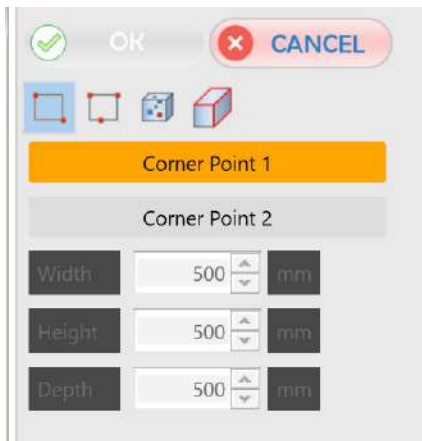 OK CANCEL
Corner Point 1
Corner Point 2
Width 500 mm
Height 500 mm
Depth 500 mm